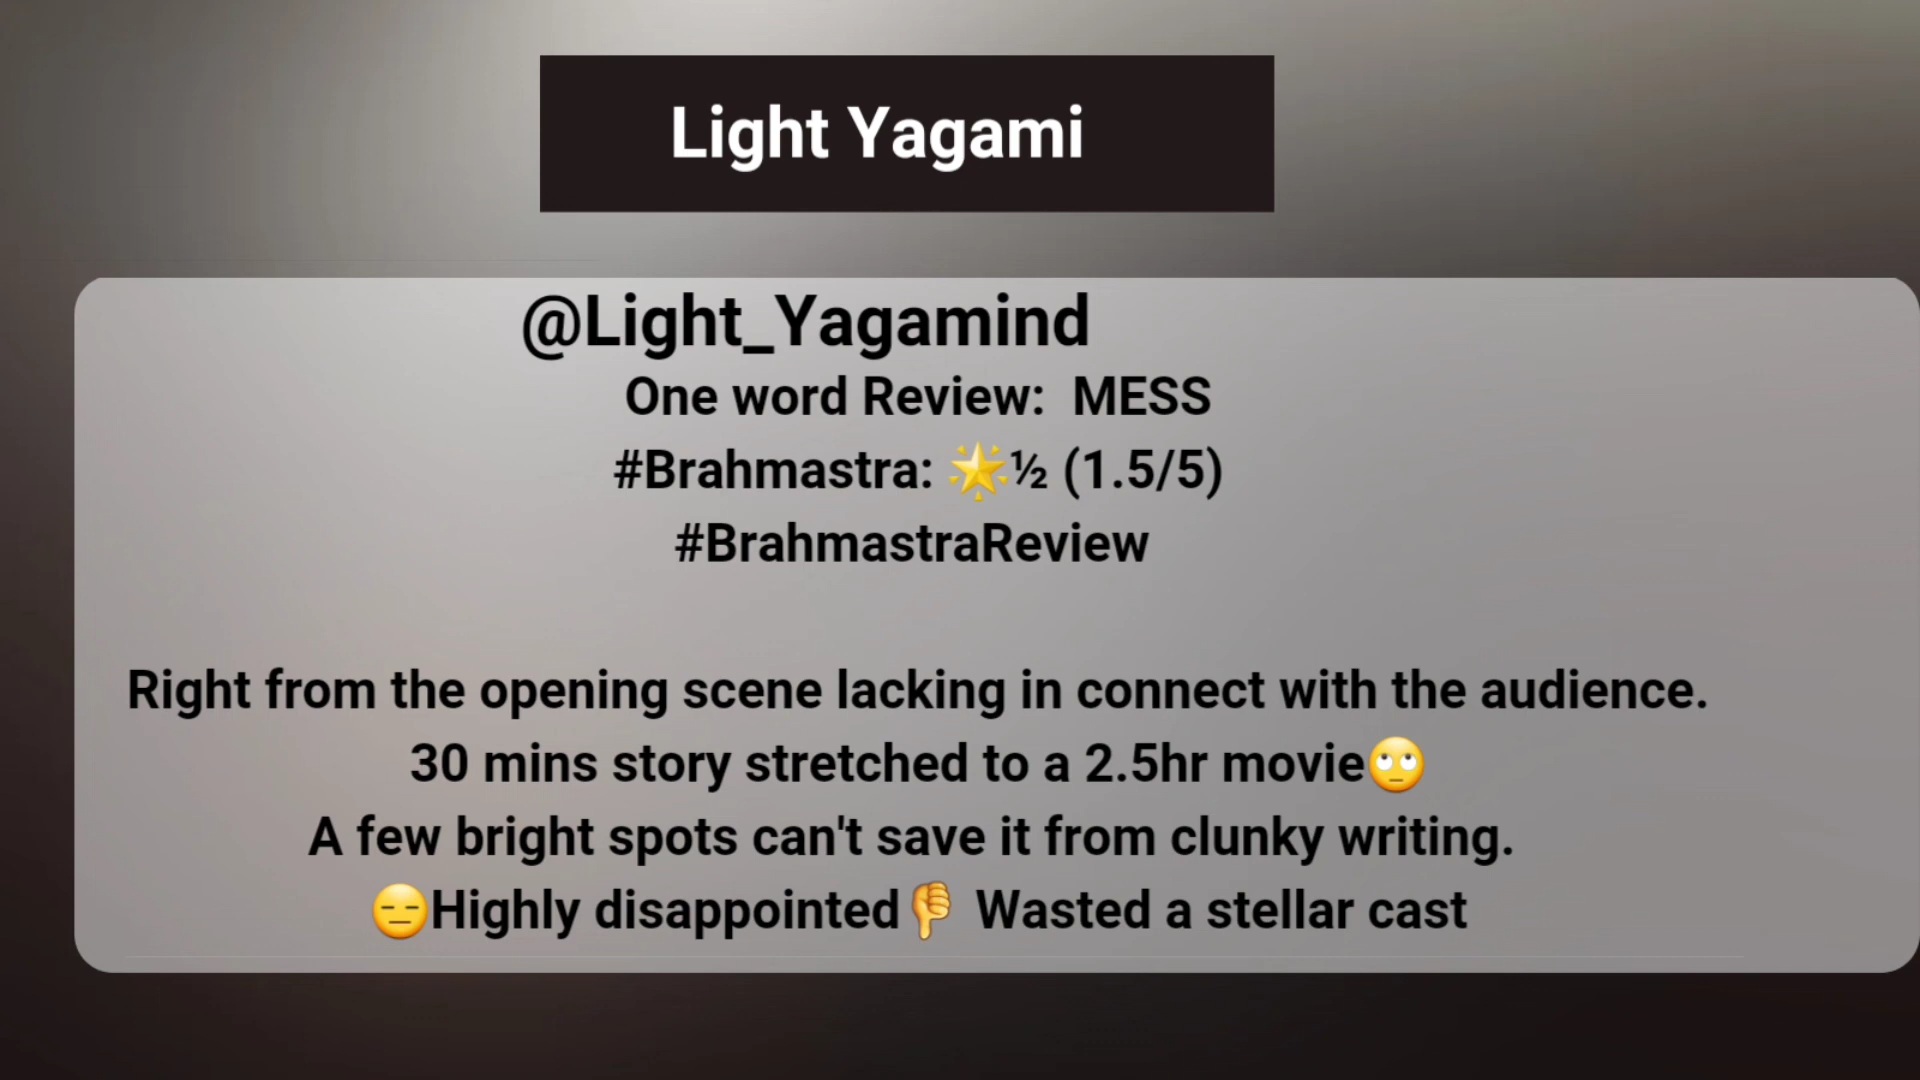 Light Yagami
@Light_Yagamind
One word Review:  MESS
#Brahmastra: 🌟½ (1.5/5)
#BrahmastraReview
Right from the opening scene lacking in connect with the audience.
30 mins story stretched to a 2.5hr movie🙄
A few bright spots can't save it from clunky writing.
😑Highly disappointed👎 Wasted a stellar cast